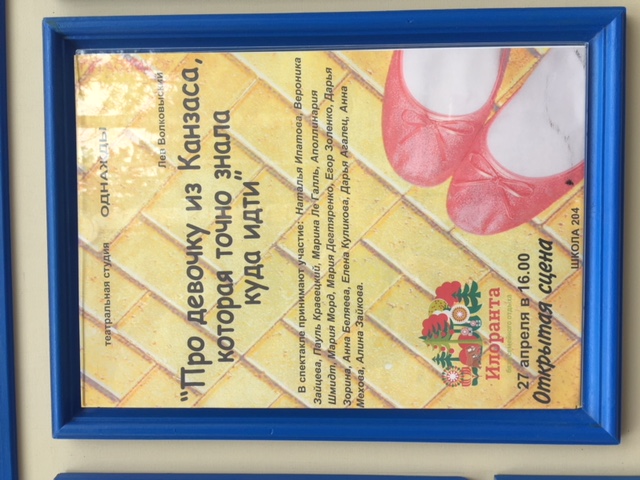 театральная студия
ОДНАЖДЫ
Лев Волковыский
"Про девочку из Канзаса,
которая точно знала
куда идти"
В спектакле принимают участие: Наталья Ипатова, Вероника
Зайцева, Пауль Кравецкий, Марина Ле Галль, Аполлинария
Шмидт, Мария Морд, Мария Дегтяренко, Егор Золенко, Дарья
Зорина, Анна Беляева, Елена Куликова, Дарья Агалец, Анна
Мехова, Алина Зайкова.
Ипоранта
27 апреля в 16.00
Открытая сцена
ШКОЛА 204